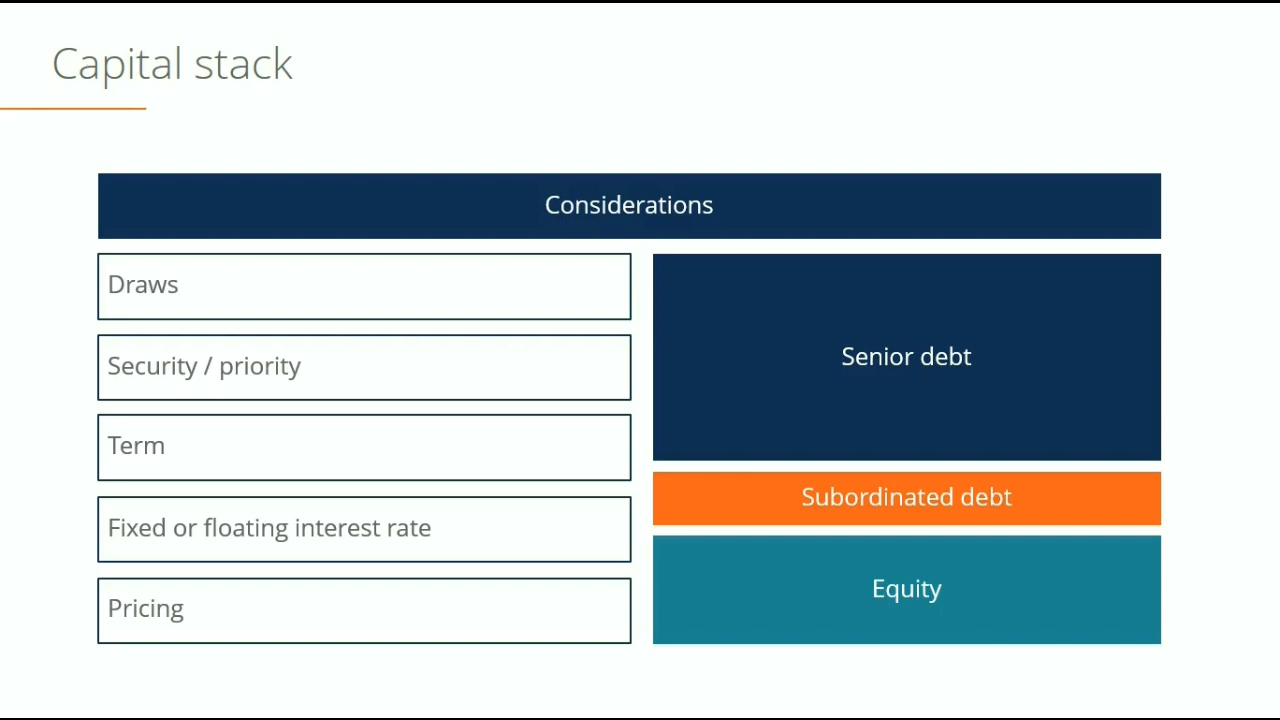 Capital stack
Considerations
Draws
Security / priority
Term
Fixed or floating interest rate
Pricing
Senior debt
Subordinated debt
Equity